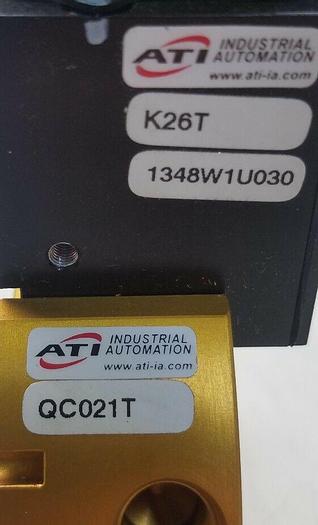 ATI INDUSTRIAL
AUTOMATION
www.ati-ia.com
K26T
1348W1U030
ATI INDUSTRIAL
AUTOMATION
www.ati-ia.com
QC021T